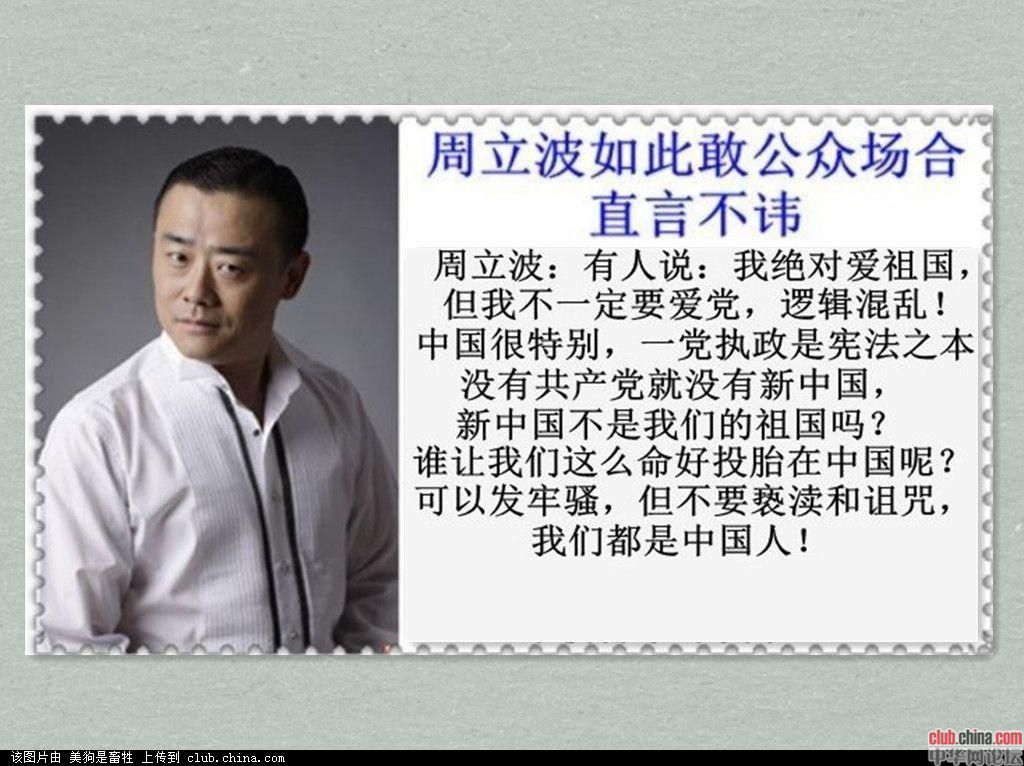 周立波如此敢公众场合
直言不讳
周立波：有人说：我绝对爱祖国，
但我不一定要爱党，逻辑混乱！
中国很特别，一党执政是宪法之本
没有共产党就没有新中国，
新中国不是我们的祖国吗？
谁让我们这么命好投胎在中国呢？
可以发牢骚，但不要亵渎和诅咒，
我们都是中国人！
club.china.com
中华网论坛
该图片由 美狗是畜牲 上传到 club.china.com